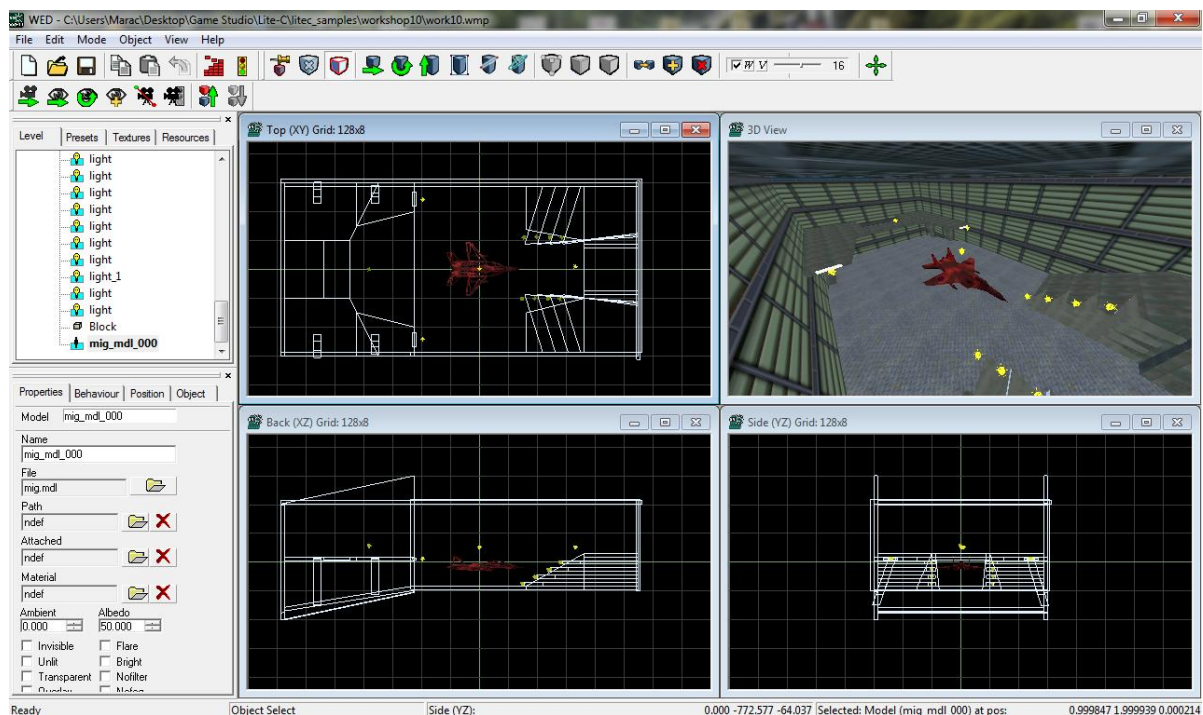 WED - C:\Users\Marac\Desktop\Game Studio\Lite-C\litec_samples\workshop10\work10.wmp
File Edit Mode Object View Help
W V 16
Level Presets Textures Resources
light
light
light
light
light
light
light
light_1
light
light
Block
mig_mdl_000
Top (XY) Grid: 128x8
3D View
Properties Behaviour Position Object
Model mig_mdl_000
Name
mig_mdl_000
File
mig.mdl
Path
ndef
Attached
ndef
Material
ndef
Ambient Albedo
0.000 50.000
Invisible Flare
Unlit Bright
Transparent Nofilter
Overlay Nofog
Back (XZ) Grid: 128x8
Side (YZ) Grid: 128x8
Ready Object Select Side (YZ): 0.000 -772.577 -64.037 Selected: Model (mig_mdl_000) at pos: 0.999847 1.999939 0.000214